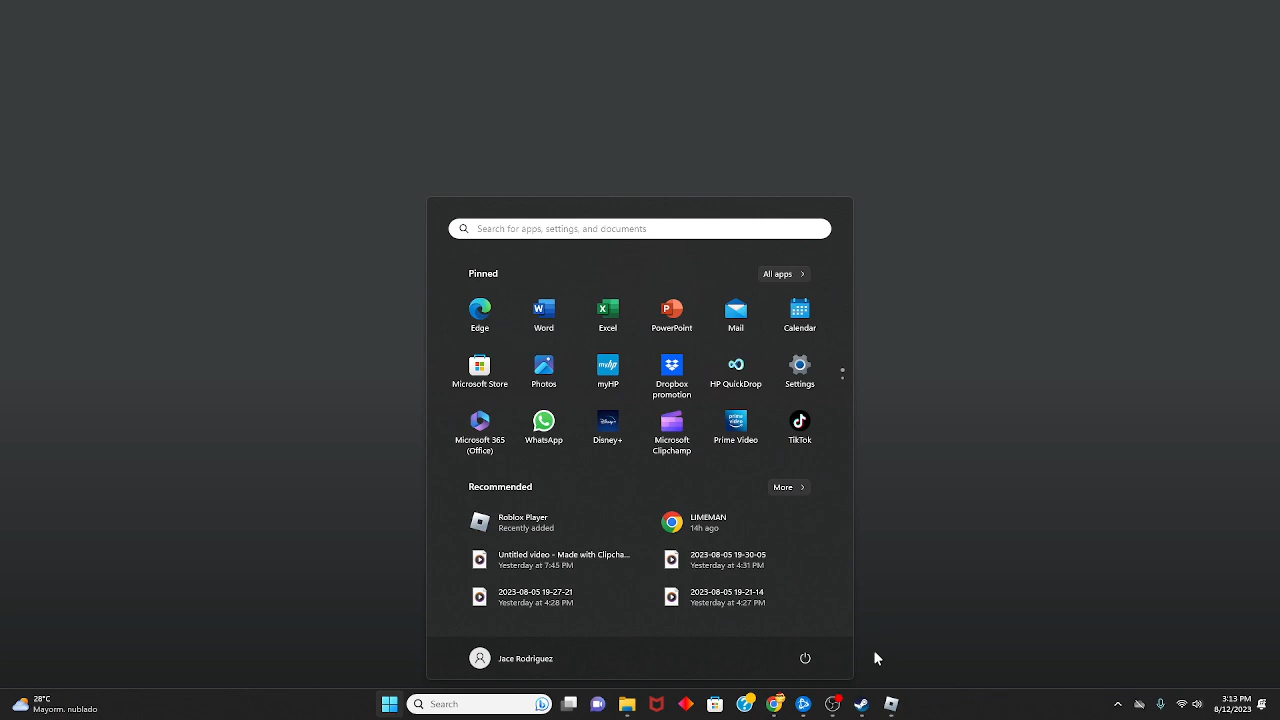 Search for apps, settings, and documents
Pinned
All apps
Edge
Word
Excel
PowerPoint
Mail
Calendar
Microsoft Store
Photos
myHP
Dropbox
promotion
HP QuickDrop
Settings
Microsoft 365
(Office)
WhatsApp
Disney+
Microsoft
Clipchamp
Prime Video
TikTok
Recommended
More
Roblox Player
Recently added
LIMEMAN
14h ago
Untitled video - Made with Clipcha...
Yesterday at 7:45 PM
2023-08-05 19-30-05
Yesterday at 4:31 PM
2023-08-05 19-27-21
Yesterday at 4:28 PM
2023-08-05 19-21-14
Yesterday at 4:27 PM
Jace Rodriguez
28°C
Mayorm. nublado
Search
3:13 PM
8/12/2023